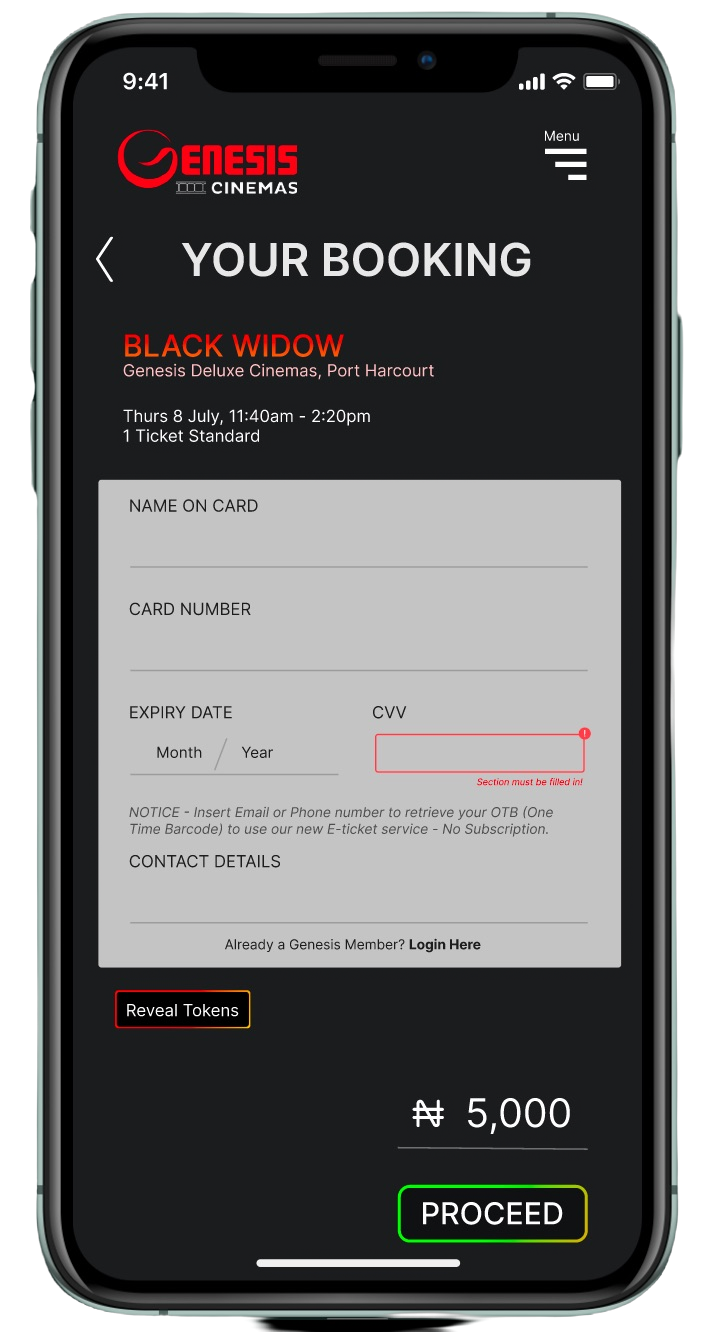 9:41
Menu
GENESIS
CINEMAS
YOUR BOOKING
BLACK WIDOW
Genesis Deluxe Cinemas, Port Harcourt
Thurs 8 July, 11:40am - 2:20pm
1 Ticket Standard
NAME ON CARD
CARD NUMBER
EXPIRY DATE
CVV
Month / Year
!
Section must be filled in!
NOTICE - Insert Email or Phone number to retrieve your OTB (One
Time Barcode) to use our new E-ticket service - No Subscription.
CONTACT DETAILS
Already a Genesis Member? Login Here
Reveal Tokens
₦ 5,000
PROCEED